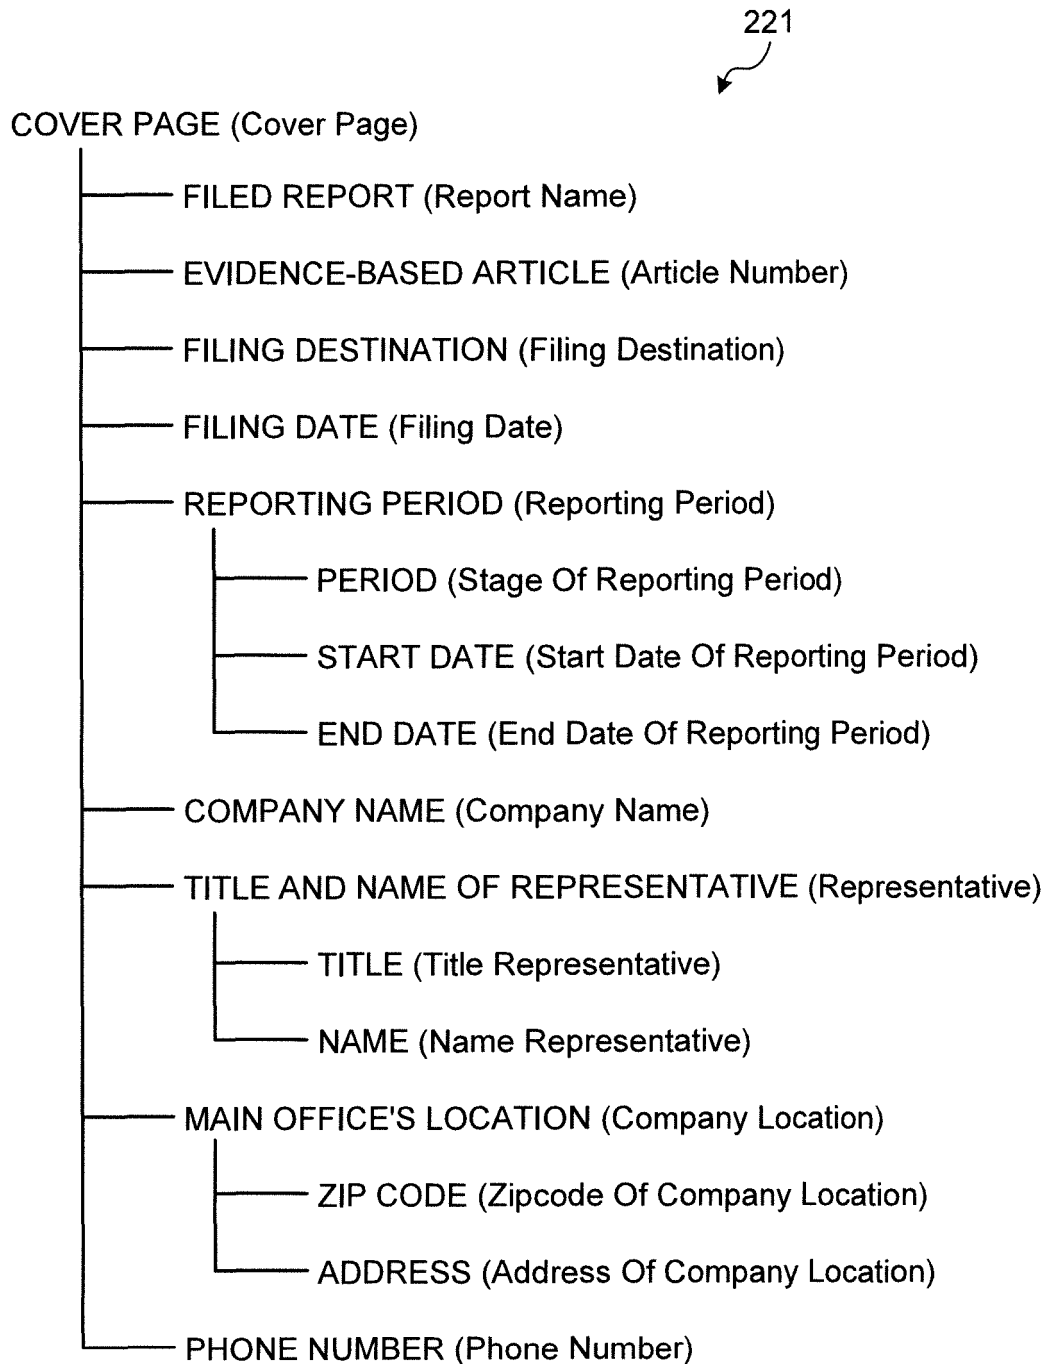 221
COVER PAGE (Cover Page)
FILED REPORT (Report Name)
EVIDENCE-BASED ARTICLE (Article Number)
FILING DESTINATION (Filing Destination)
FILING DATE (Filing Date)
REPORTING PERIOD (Reporting Period)
PERIOD (Stage Of Reporting Period)
START DATE (Start Date Of Reporting Period)
END DATE (End Date Of Reporting Period)
COMPANY NAME (Company Name)
TITLE AND NAME OF REPRESENTATIVE (Representative)
TITLE (Title Representative)
NAME (Name Representative)
MAIN OFFICE'S LOCATION (Company Location)
ZIP CODE (Zipcode Of Company Location)
ADDRESS (Address Of Company Location)
PHONE NUMBER (Phone Number)